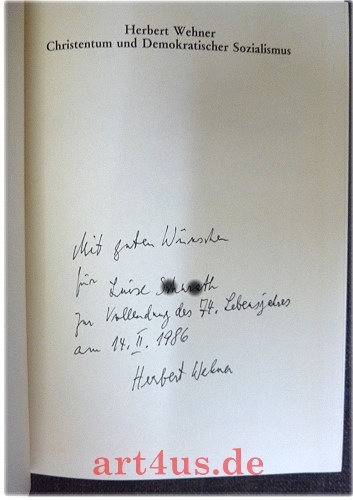 Herbert Wehner
Christentum und Demokratischer Sozialismus
Mit guten Wünschen
für Luise
zur Vollendung des 74. Lebensjahres
am 14. II. 1986
Herbert Wehner
art4us.de